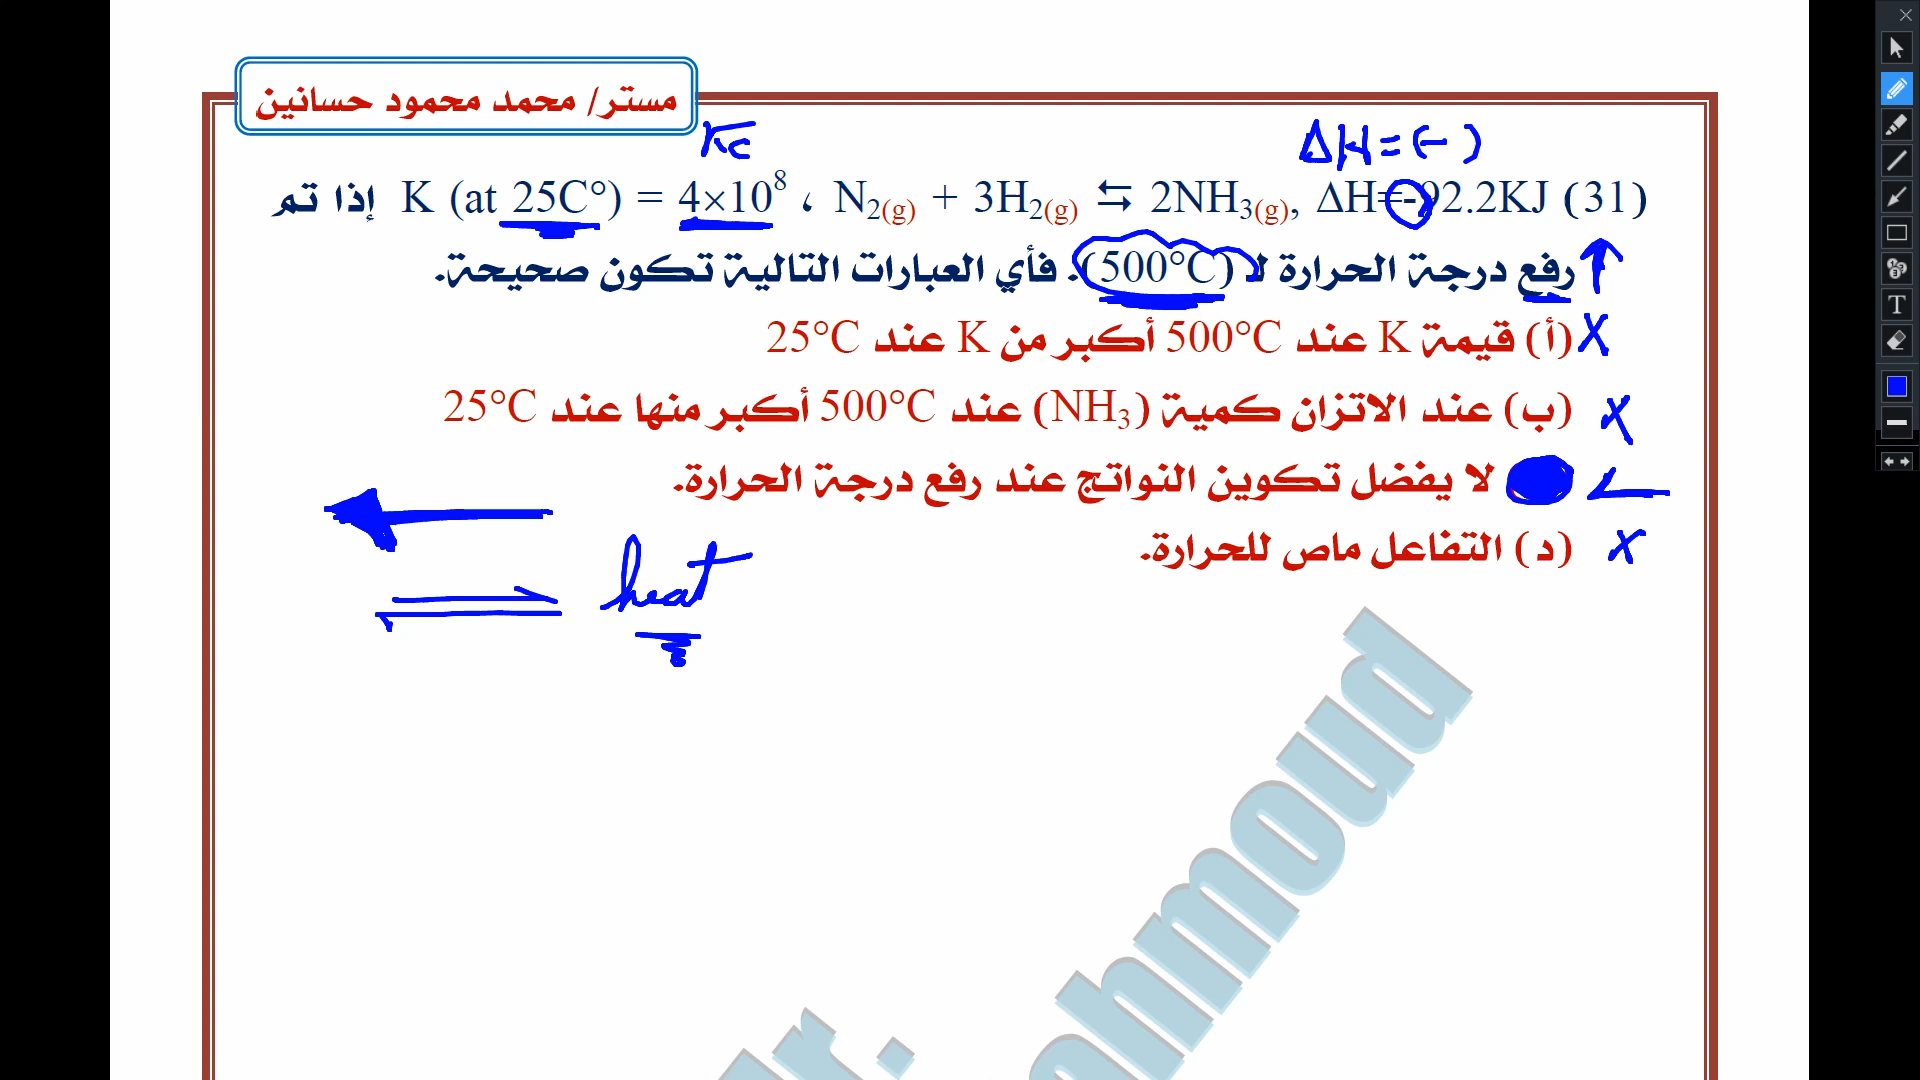 مستر/ محمد محمود حسانين
Kc
ΔH=(-)
(31) N2(g) + 3H2(g) ⇆ 2NH3(g), ΔH=-92.2KJ ، K (at 25C°) = 4×10⁸ إذا تم
رفع درجة الحرارة لـ (500°C). فأي العبارات التالية تكون صحيحة.
(أ) قيمة K عند 500°C أكبر من K عند 25°C
(ب) عند الاتزان كمية (NH3) عند 500°C أكبر منها عند 25°C
لا يفضل تكوين النواتج عند رفع درجة الحرارة.
(د) التفاعل ماص للحرارة.
heat
Mr.
ahmoud